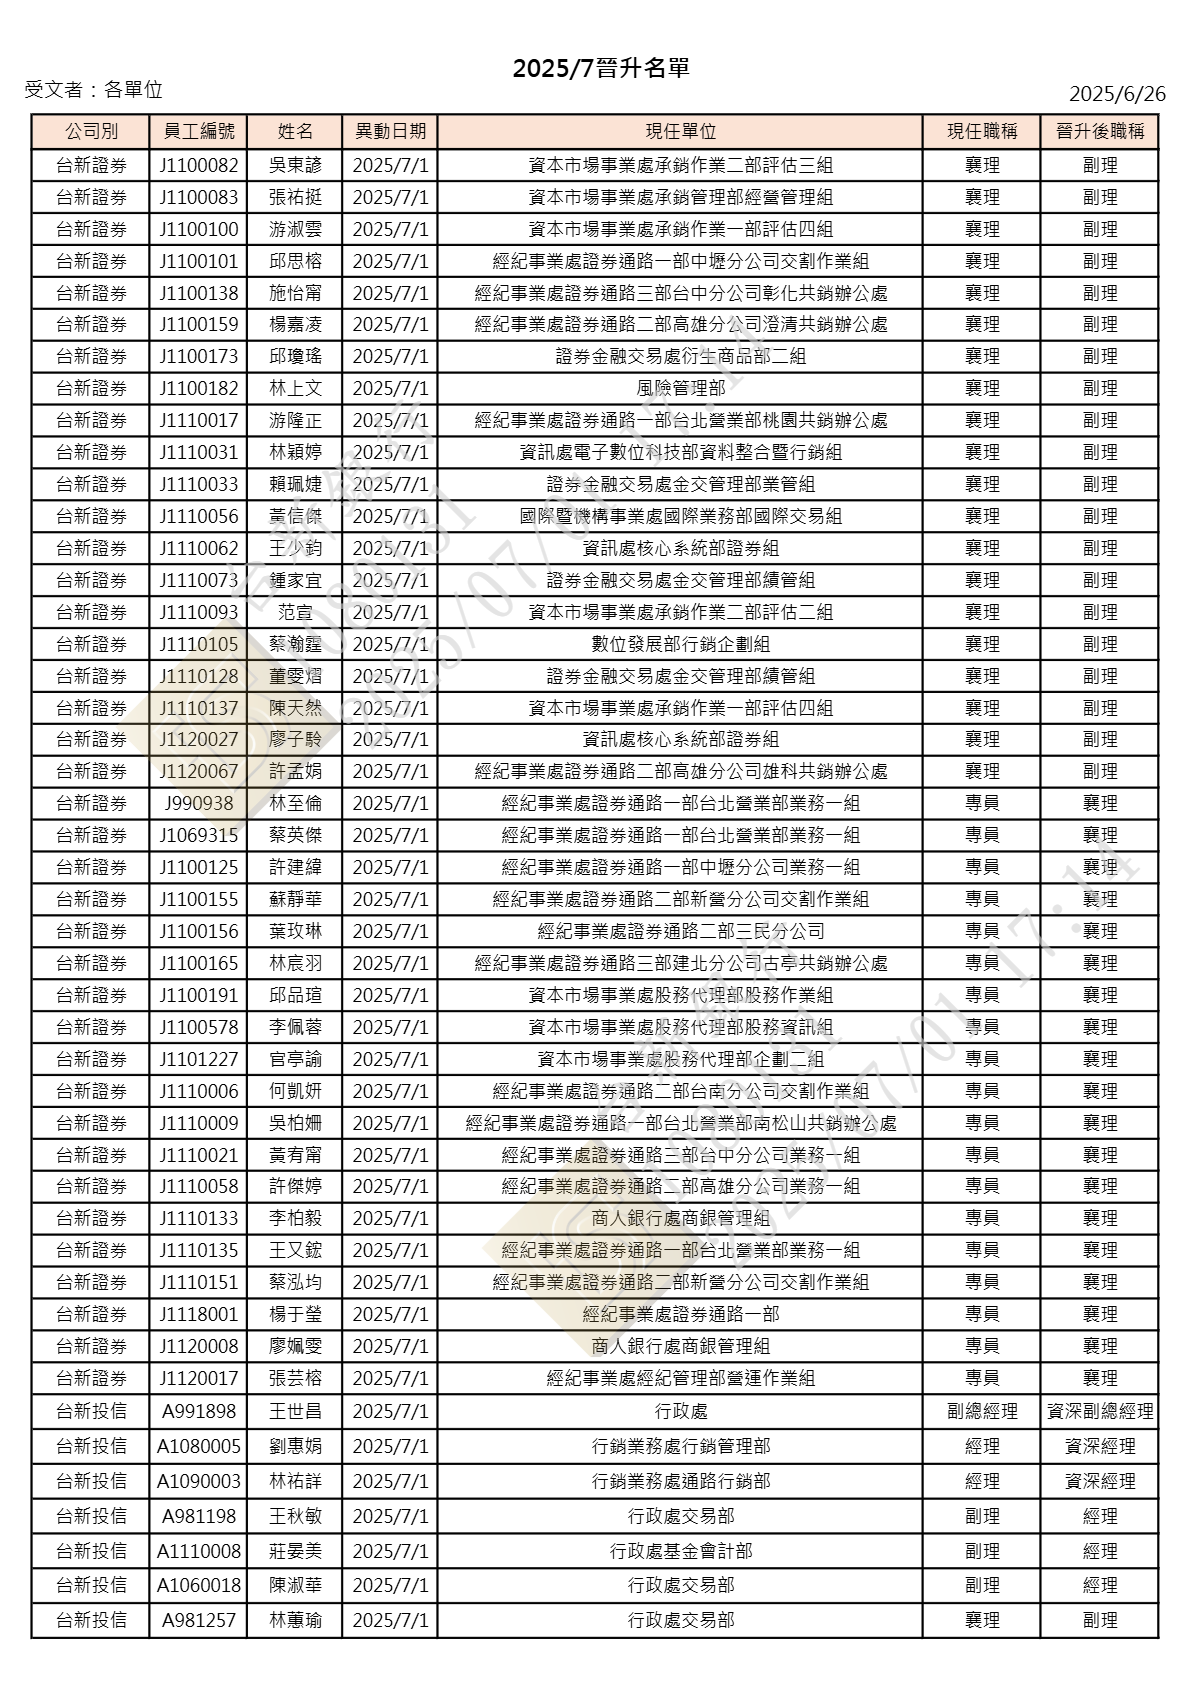 2025/7晉升名單
受文者：各單位
2025/6/26
公司別 員工編號 姓名 異動日期 現任單位 現任職稱 晉升後職稱
台新證券 J1100082 吳東諺 2025/7/1 資本市場事業處承銷作業二部評估三組 襄理 副理
台新證券 J1100083 張祐挺 2025/7/1 資本市場事業處承銷管理部經營管理組 襄理 副理
台新證券 J1100100 游淑雲 2025/7/1 資本市場事業處承銷作業一部評估四組 襄理 副理
台新證券 J1100101 邱思榕 2025/7/1 經紀事業處證券通路一部中壢分公司交割作業組 襄理 副理
台新證券 J1100138 施怡甯 2025/7/1 經紀事業處證券通路三部台中分公司彰化共銷辦公處 襄理 副理
台新證券 J1100159 楊嘉凌 2025/7/1 經紀事業處證券通路二部高雄分公司澄清共銷辦公處 襄理 副理
台新證券 J1100173 邱瓊瑤 2025/7/1 證券金融交易處衍生商品部二組 襄理 副理
台新證券 J1100182 林上文 2025/7/1 風險管理部 襄理 副理
台新證券 J1110017 游隆正 2025/7/1 經紀事業處證券通路一部台北營業部桃園共銷辦公處 襄理 副理
台新證券 J1110031 林穎婷 2025/7/1 資訊處電子數位科技部資料整合暨行銷組 襄理 副理
台新證券 J1110033 賴珮婕 2025/7/1 證券金融交易處金交管理部業管組 襄理 副理
台新證券 J1110056 黃信傑 2025/7/1 國際暨機構事業處國際業務部國際交易組 襄理 副理
台新證券 J1110062 王少鈞 2025/7/1 資訊處核心系統部證券組 襄理 副理
台新證券 J1110073 鍾家宜 2025/7/1 證券金融交易處金交管理部績管組 襄理 副理
台新證券 J1110093 范宣 2025/7/1 資本市場事業處承銷作業二部評估二組 襄理 副理
台新證券 J1110105 蔡瀚霆 2025/7/1 數位發展部行銷企劃組 襄理 副理
台新證券 J1110128 董雯熠 2025/7/1 證券金融交易處金交管理部績管組 襄理 副理
台新證券 J1110137 陳天然 2025/7/1 資本市場事業處承銷作業一部評估四組 襄理 副理
台新證券 J1120027 廖子駖 2025/7/1 資訊處核心系統部證券組 襄理 副理
台新證券 J1120067 許孟娟 2025/7/1 經紀事業處證券通路二部高雄分公司雄科共銷辦公處 襄理 副理
台新證券 J990938 林至倫 2025/7/1 經紀事業處證券通路一部台北營業部業務一組 專員 襄理
台新證券 J1069315 蔡英傑 2025/7/1 經紀事業處證券通路一部台北營業部業務一組 專員 襄理
台新證券 J1100125 許建緯 2025/7/1 經紀事業處證券通路一部中壢分公司業務一組 專員 襄理
台新證券 J1100155 蘇靜華 2025/7/1 經紀事業處證券通路二部新營分公司交割作業組 專員 襄理
台新證券 J1100156 葉玫琳 2025/7/1 經紀事業處證券通路二部三民分公司 專員 襄理
台新證券 J1100165 林宸羽 2025/7/1 經紀事業處證券通路三部建北分公司古亭共銷辦公處 專員 襄理
台新證券 J1100191 邱品瑄 2025/7/1 資本市場事業處股務代理部股務作業組 專員 襄理
台新證券 J1100578 李佩蓉 2025/7/1 資本市場事業處股務代理部股務資訊組 專員 襄理
台新證券 J1101227 官亭諭 2025/7/1 資本市場事業處股務代理部企劃二組 專員 襄理
台新證券 J1110006 何凱妍 2025/7/1 經紀事業處證券通路二部台南分公司交割作業組 專員 襄理
台新證券 J1110009 吳柏姍 2025/7/1 經紀事業處證券通路一部台北營業部南松山共銷辦公處 專員 襄理
台新證券 J1110021 黃宥甯 2025/7/1 經紀事業處證券通路三部台中分公司業務一組 專員 襄理
台新證券 J1110058 許傑婷 2025/7/1 經紀事業處證券通路二部高雄分公司業務一組 專員 襄理
台新證券 J1110133 李柏毅 2025/7/1 商人銀行處商銀管理組 專員 襄理
台新證券 J1110135 王又鋐 2025/7/1 經紀事業處證券通路一部台北營業部業務一組 專員 襄理
台新證券 J1110151 蔡泓均 2025/7/1 經紀事業處證券通路二部新營分公司交割作業組 專員 襄理
台新證券 J1118001 楊于瑩 2025/7/1 經紀事業處證券通路一部 專員 襄理
台新證券 J1120008 廖姵雯 2025/7/1 商人銀行處商銀管理組 專員 襄理
台新證券 J1120017 張芸榕 2025/7/1 經紀事業處經紀管理部營運作業組 專員 襄理
台新投信 A991898 王世昌 2025/7/1 行政處 副總經理 資深副總經理
台新投信 A1080005 劉惠娟 2025/7/1 行銷業務處行銷管理部 經理 資深經理
台新投信 A1090003 林祐詳 2025/7/1 行銷業務處通路行銷部 經理 資深經理
台新投信 A981198 王秋敏 2025/7/1 行政處交易部 副理 經理
台新投信 A1110008 莊晏美 2025/7/1 行政處基金會計部 副理 經理
台新投信 A1060018 陳淑華 2025/7/1 行政處交易部 副理 經理
台新投信 A981257 林蕙瑜 2025/7/1 行政處交易部 襄理 副理
台新銀行
1080131
2025/07/01 17:14
台新銀行
1080131
2025/07/01 17:14